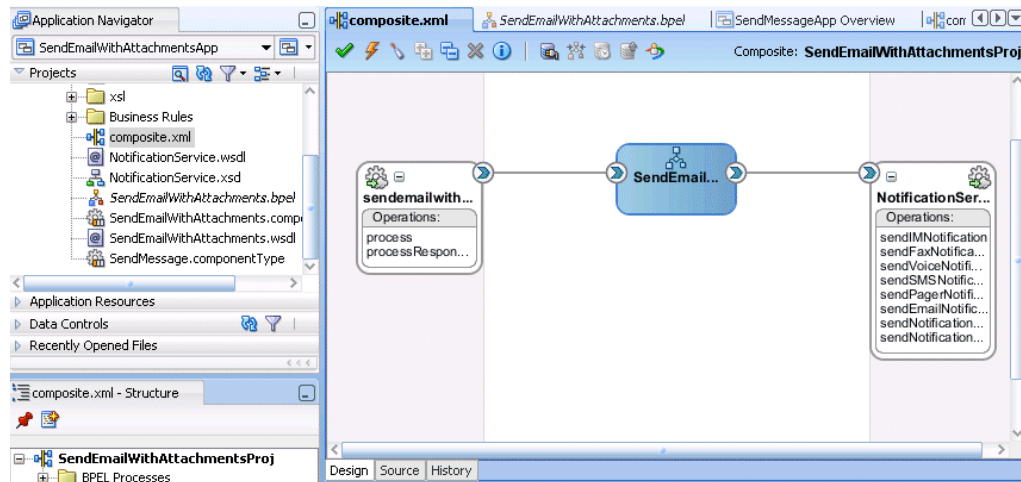 Application Navigator
SendEmailWithAttachmentsApp
Projects
xsl
Business Rules
composite.xml
NotificationService.wsdl
NotificationService.xsd
SendEmailWithAttachments.bpel
SendEmailWithAttachments.compo
SendEmailWithAttachments.wsdl
SendMessage.componentType
Application Resources
Data Controls
Recently Opened Files
composite.xml - Structure
SendEmailWithAttachmentsProj
BPEL Processes
composite.xml
SendEmailWithAttachments.bpel
SendMessageApp Overview
com
Composite: SendEmailWithAttachmentsProj
sendemailwith...
Operations:
process
processRespon...
SendEmail...
NotificationSer...
Operations:
sendIMNotification
sendFaxNotifica...
sendVoiceNotifi...
sendSMSNotific...
sendPagerNotifi...
sendEmailNotific...
sendNotification...
sendNotification...
Design Source History